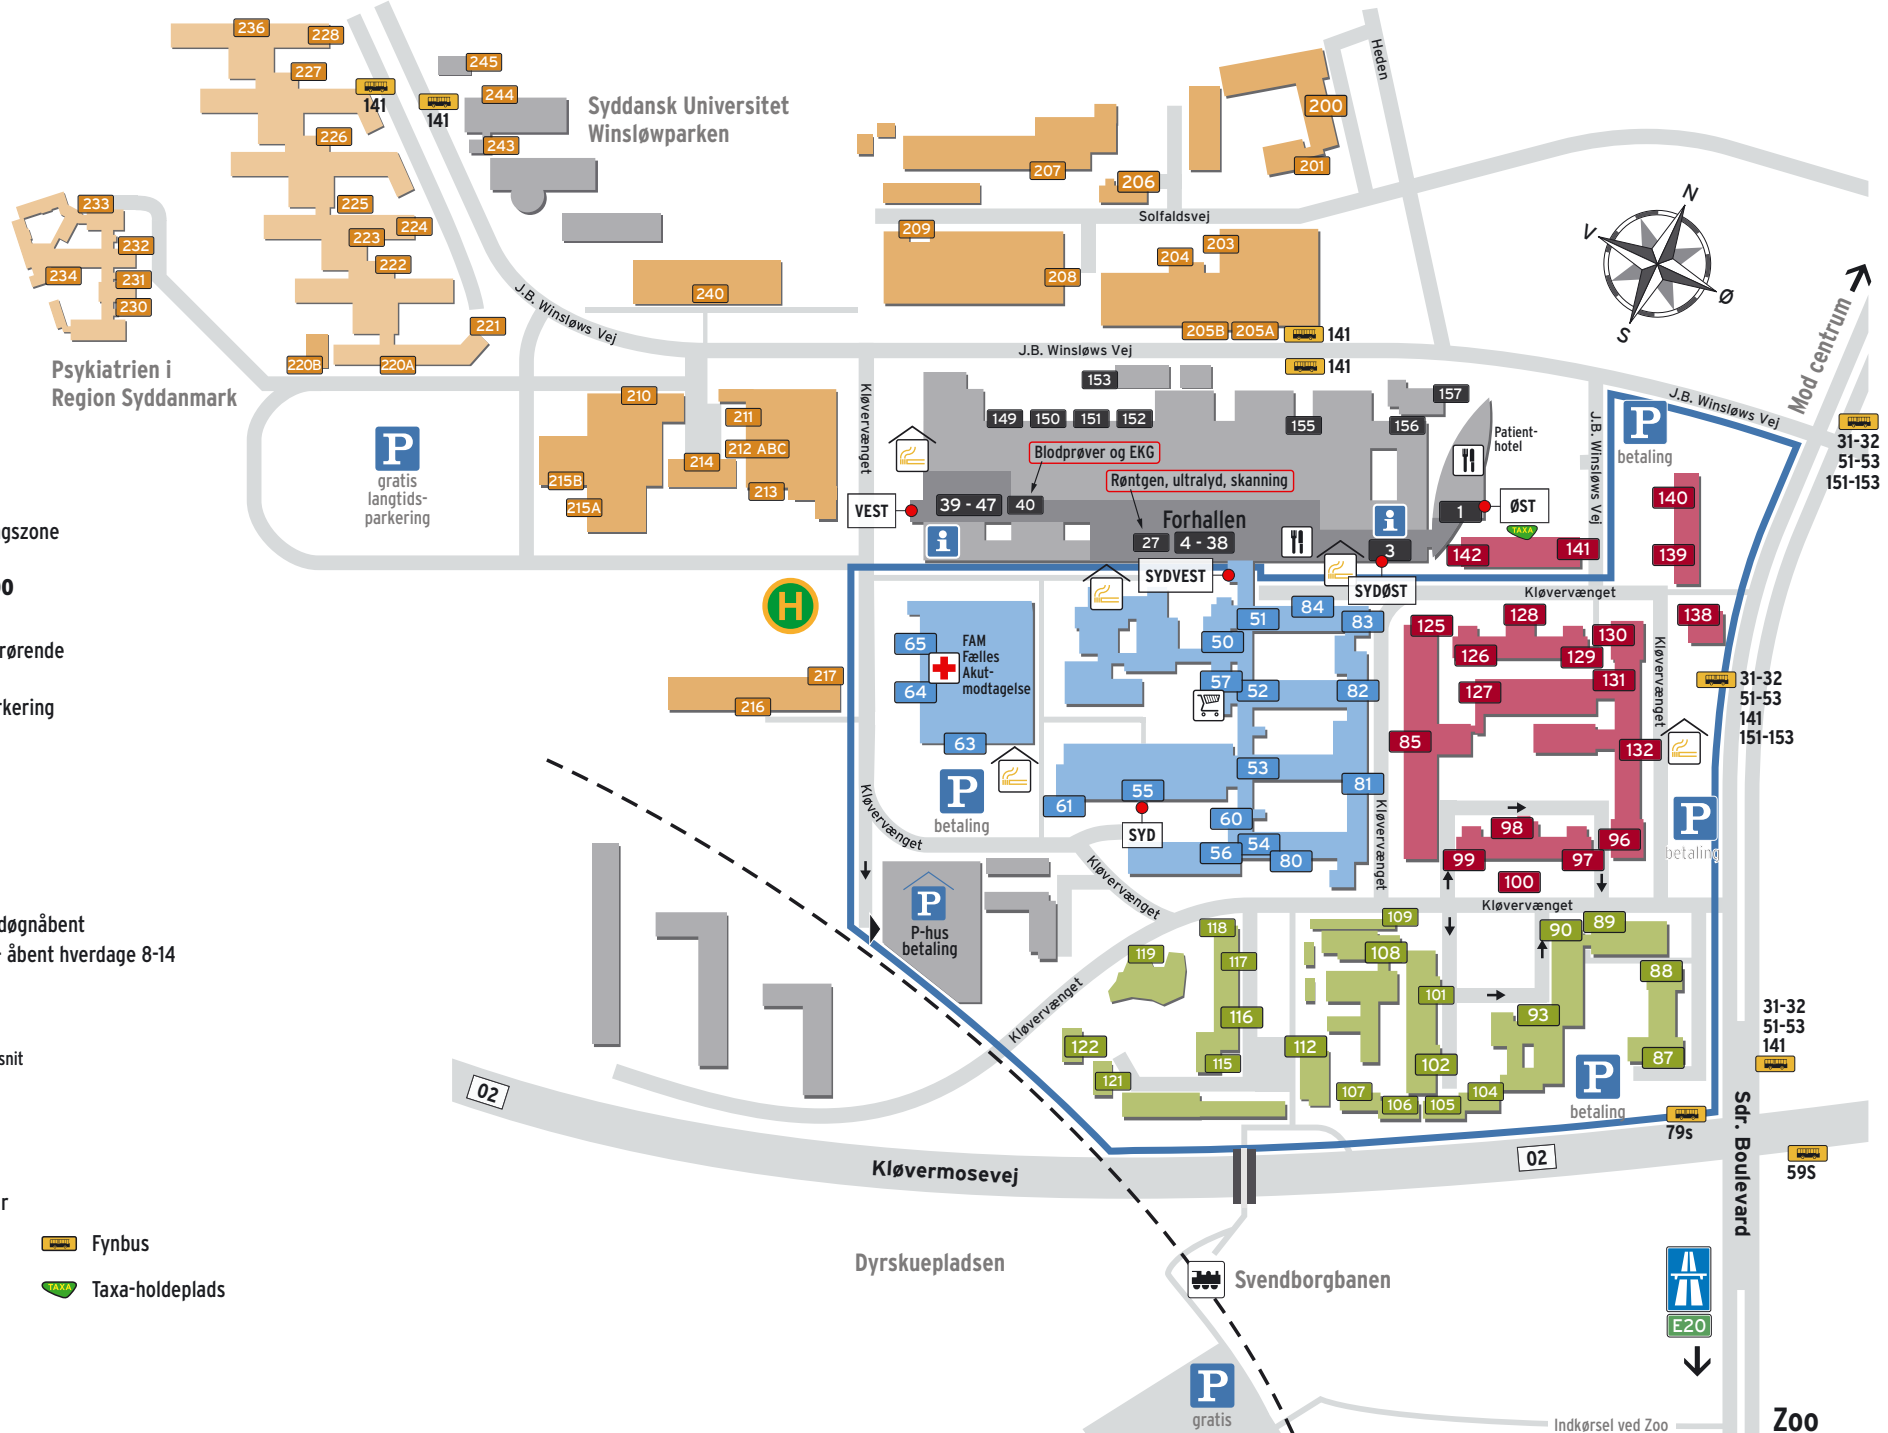 236
228
227
226
225
224
223
222
221
220B
220A
233
232
231
230
234
Psykiatrien i
Region Syddanmark
141
141
245
244
243
Syddansk Universitet
Winsløwparken
J.B. Winsløws Vej
240
207
206
200
201
Heden
Solfaldsvej
209
208
204
203
205B
205A
141
141
J.B. Winsløws Vej
N
V
Ø
S
Mod centrum
J.B. Winsløws Vej
31-32
51-53
151-153
P
gratis
langtids-
parkering
210
211
212 ABC
213
214
215B
215A
Kløvervænget
153
149
150
151
152
155
156
157
Blodprøver og EKG
Røntgen, ultralyd, skanning
39 - 47
40
Forhallen
27
4 - 38
VEST
i
i
3
1
Patient-
hotel
ØST
TAXA
SYDVEST
SYDØST
J.B. Winsløws Vej
P
betaling
140
139
138
142
141
Kløvervænget
H
217
216
65
64
63
FAM
Fælles
Akut-
modtagelse
P
betaling
50
51
57
52
53
55
61
60
54
56
80
81
82
83
84
SYD
Kløvervænget
Kløvervænget
Kløvervænget
Kløvervænget
125
126
127
128
129
130
131
132
85
96
97
98
99
100
Kløvervænget
P
betaling
31-32
51-53
141
151-153
P
P-hus
betaling
Kløvervænget
Kløvervænget
118
117
116
115
119
122
121
112
109
108
101
102
107
106
105
104
93
90
89
88
87
P
betaling
31-32
51-53
141
79s
59S
Sdr. Boulevard
02
Kløvermosevej
02
Dyrskuepladsen
Svendborgbanen
E20
P
gratis
Indkørsel ved Zoo
Zoo
gszone
o
rørende
rkering
døgnåbent
åbent hverdage 8-14
snit
r
Fynbus
TAXA
Taxa-holdeplads